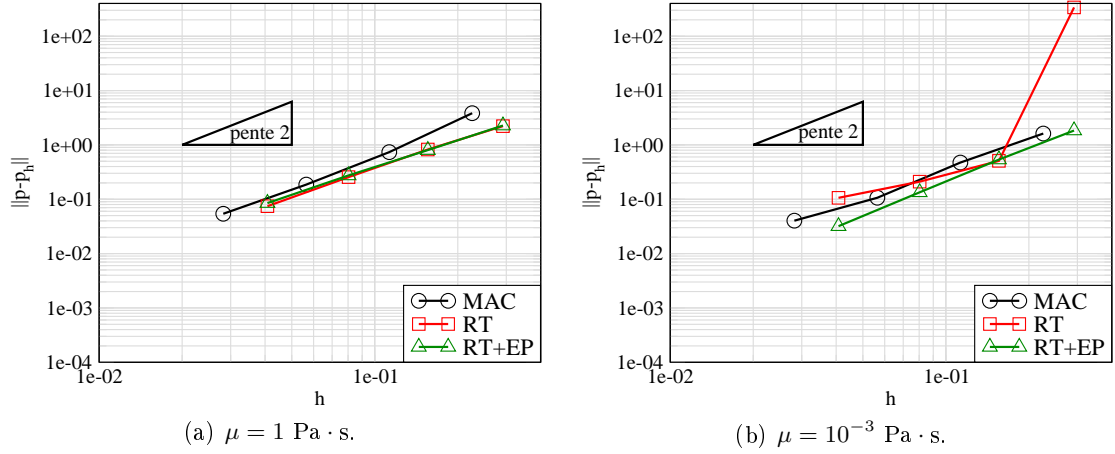 1e+02
1e+01
1e+00
1e-01
1e-02
1e-03
1e-04
||p-p_h||
pente 2
MAC
RT
RT+EP
1e-02
1e-01
h
(a) μ = 1 Pa · s.
1e+02
1e+01
1e+00
1e-01
1e-02
1e-03
1e-04
||p-p_h||
pente 2
MAC
RT
RT+EP
1e-02
1e-01
h
(b) μ = 10⁻³ Pa · s.